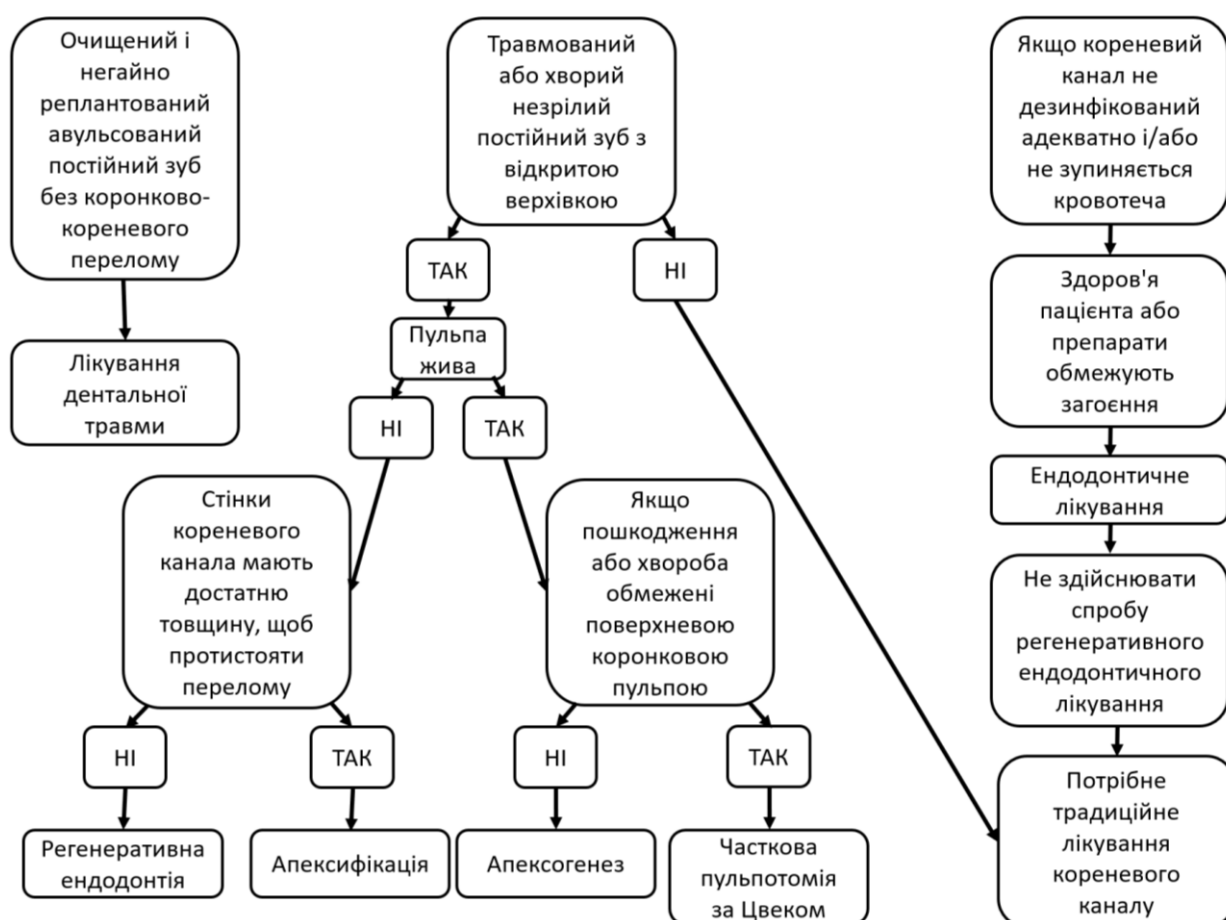 Очищений і
негайно
реплантований
авульсований
постійний зуб
без коронково-
кореневого
перелому
Лікування
дентальної
травми
Травмований
або хворий
незрілий
постійний зуб з
відкритою
верхівкою
ТАК
НІ
Пульпа
жива
НІ
ТАК
Стінки
кореневого
канала мають
достатню
товщину, щоб
протистояти
перелому
НІ
ТАК
Регенеративна
ендодонтія
Апексифікація
Якщо
пошкодження
або хвороба
обмежені
поверхневою
коронковою
пульпою
НІ
ТАК
Апексогенез
Часткова
пульпотомія
за Цвеком
Якщо кореневий
канал не
дезинфікований
адекватно і/або
не зупиняється
кровотеча
Здоров'я
пацієнта або
препарати
обмежують
загоєння
Ендодонтичне
лікування
Не здійснювати
спробу
регенеративного
ендодонтичного
лікування
Потрібне
традиційне
лікування
кореневого
каналу